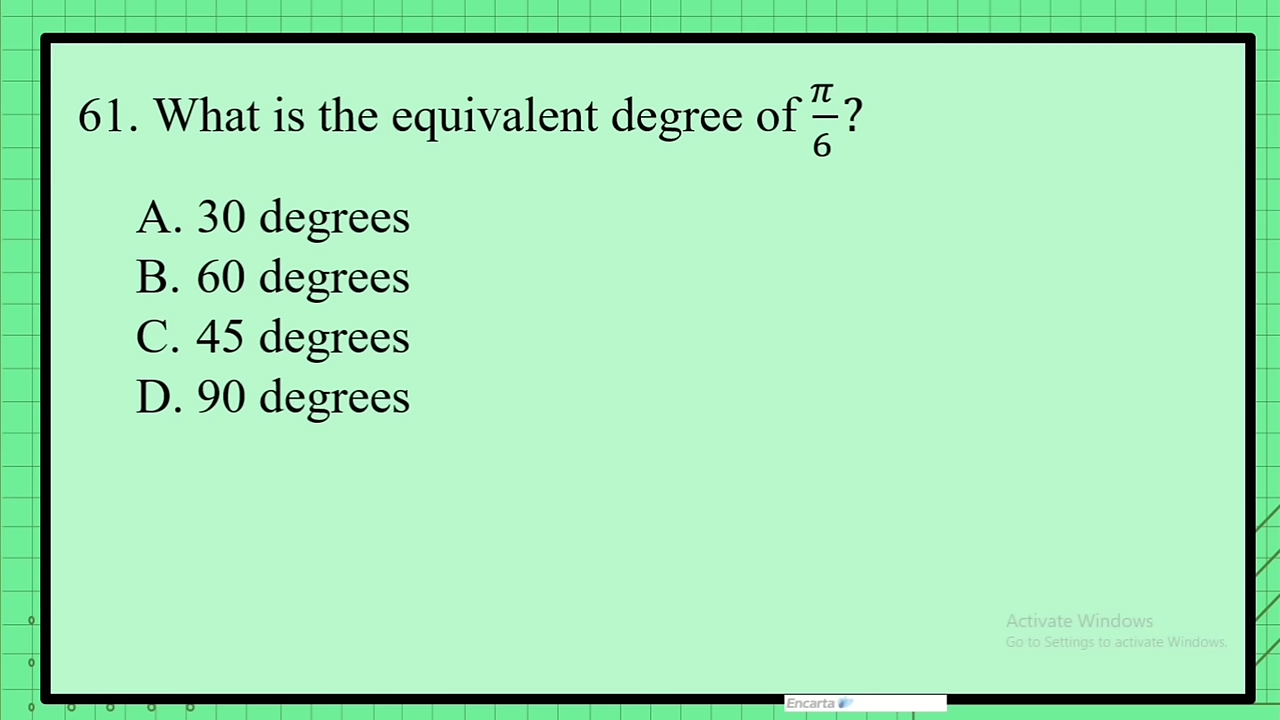 61. What is the equivalent degree of π/6?
A. 30 degrees
B. 60 degrees
C. 45 degrees
D. 90 degrees
Activate Windows
Go to Settings to activate Windows.
Encarta